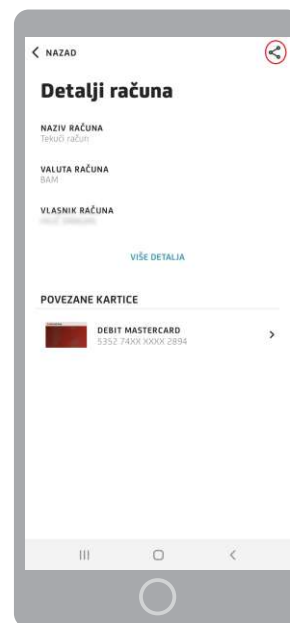 NAZAD
Detalji računa
NAZIV RAČUNA
Tekući račun
VALUTA RAČUNA
BAM
VLASNIK RAČUNA
VIŠE DETALJA
POVEZANE KARTICE
DEBIT MASTERCARD
5352 74XX XXXX 2894